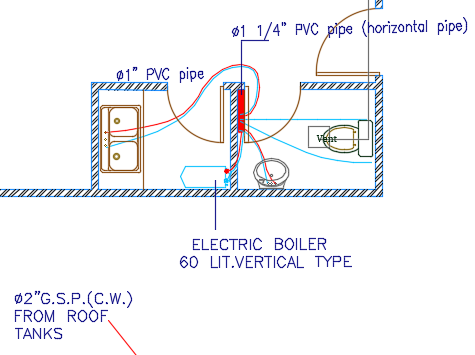 ø1 1/4" PVC pipe (horizontal pipe)
ø1" PVC pipe
Vent
ELECTRIC BOILER
60 LIT.VERTICAL TYPE
ø2"G.S.P.(C.W.)
FROM ROOF
TANKS